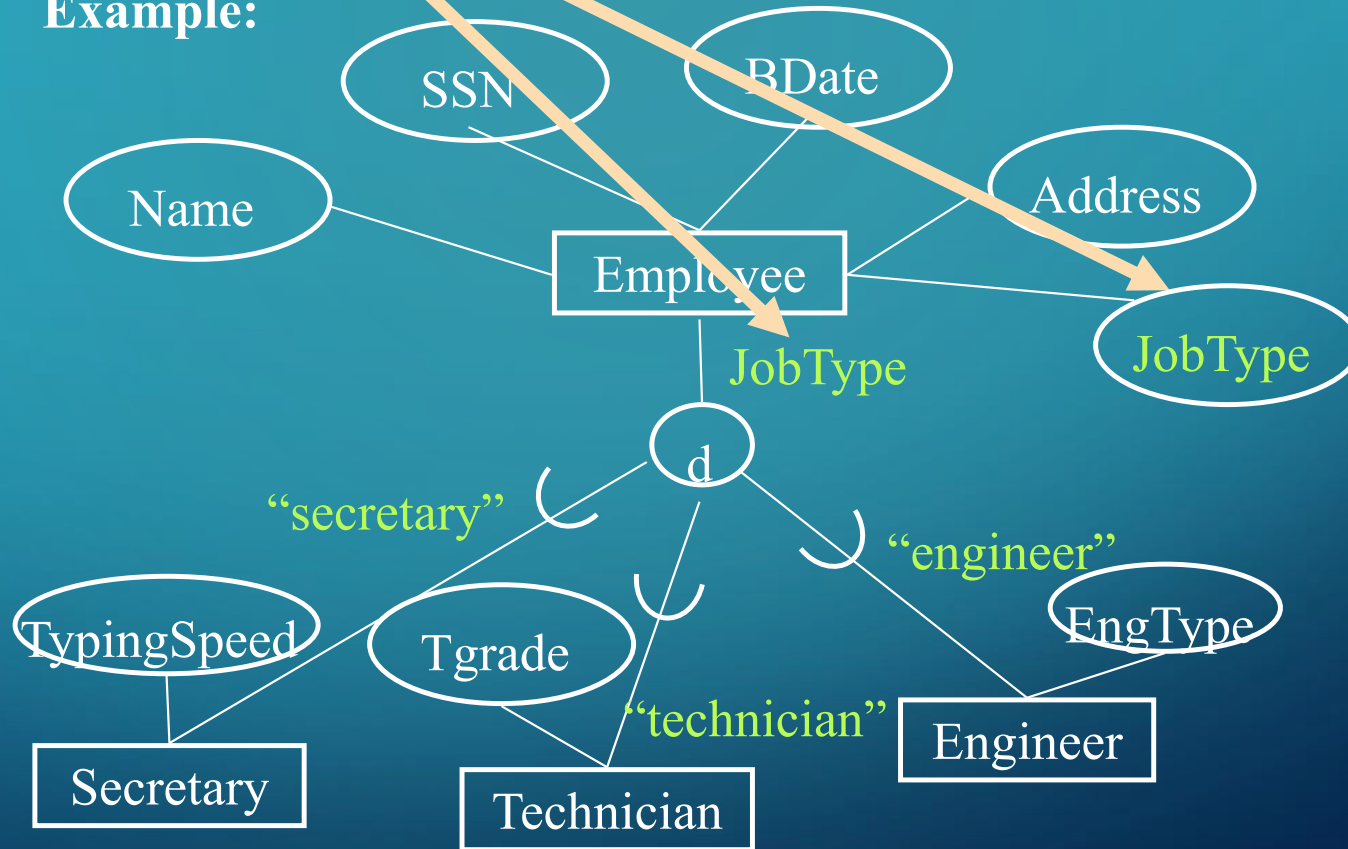 Example:
SSN
BDate
Name
Address
Employee
JobType
JobType
d
“secretary”
“engineer”
TypingSpeed
Tgrade
EngType
“technician”
Engineer
Secretary
Technician